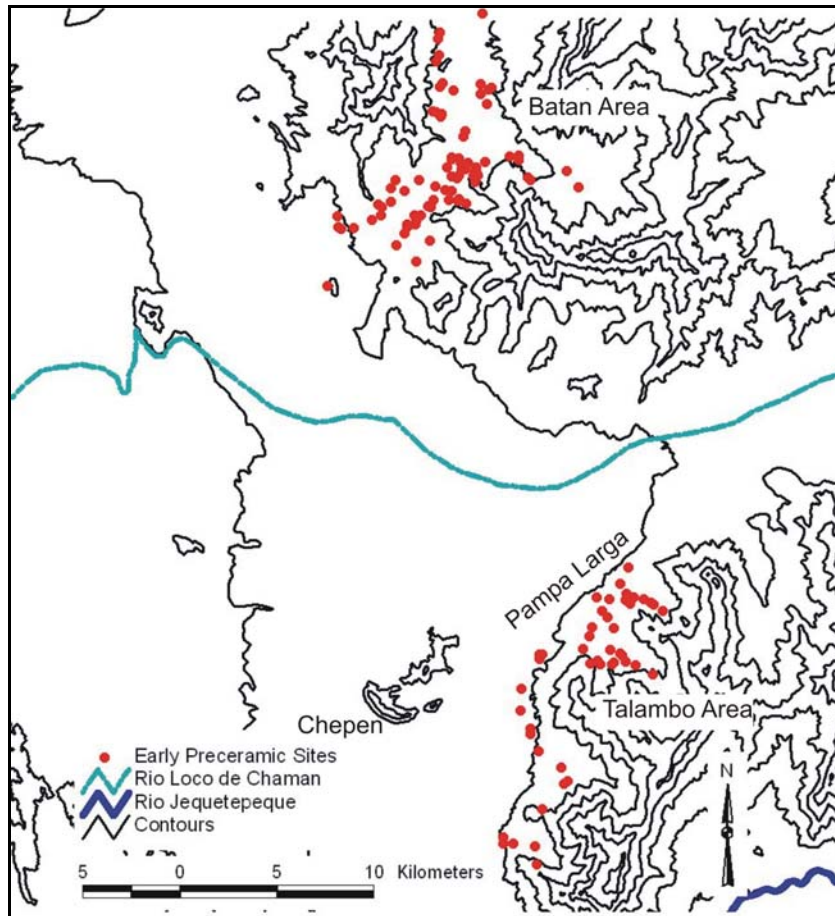 Batan Area
Pampa Larga
Talambo Area
Chepen
Early Preceramic Sites
Rio Loco de Chaman
Rio Jequetepeque
Contours
N
5 0 5 10 Kilometers